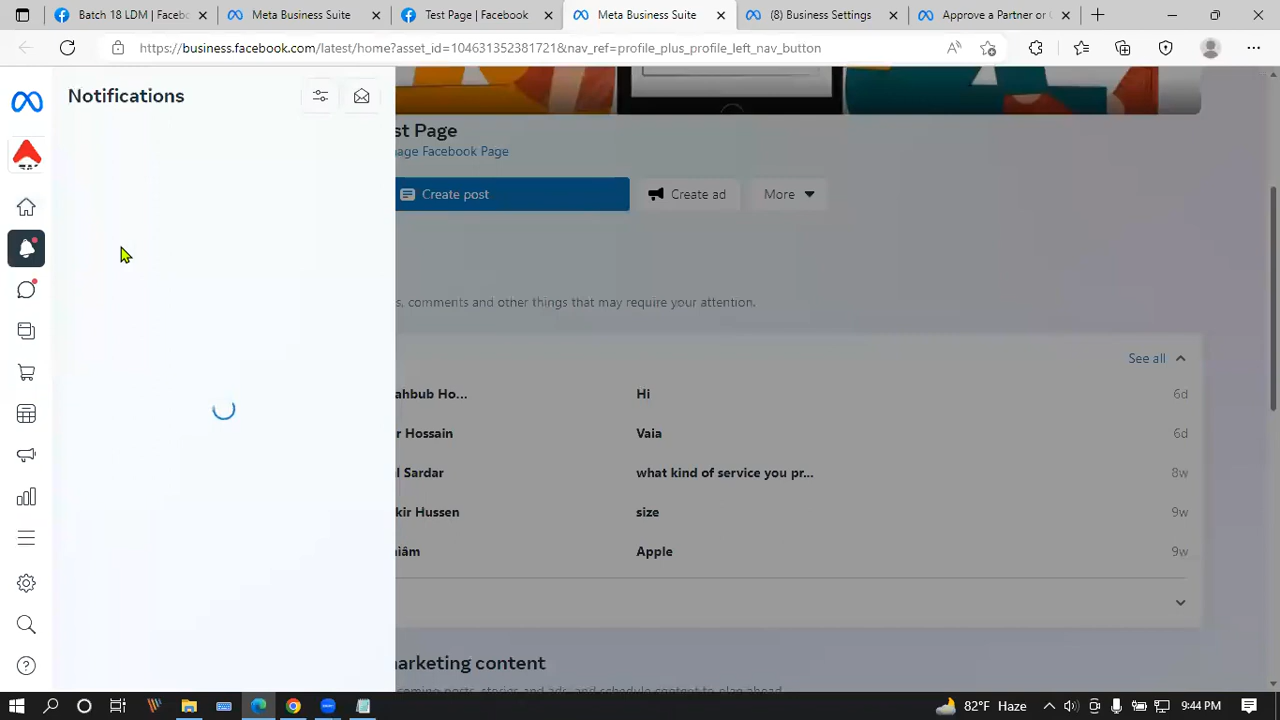 Batch 18 LDM | Faceb
Meta Business Suite
Test Page | Facebook
Meta Business Suite
(8) Business Settings
Approve a Partner or
https://business.facebook.com/latest/home?asset_id=104631352381721&nav_ref=profile_plus_profile_left_nav_button
Notifications
st Page
nage Facebook Page
Create post
Create ad
More
s, comments and other things that may require your attention.
See all
ahbub Ho... Hi 6d
r Hossain Vaia 6d
l Sardar what kind of service you pr... 8w
kir Hussen size 9w
Apple 9w
arketing content
82°F Haze
9:44 PM